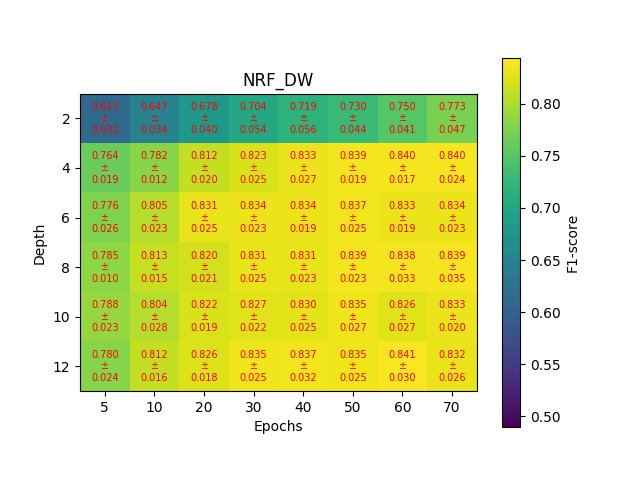 NRF_DW
0.613 0.647 0.678 0.704 0.719 0.730 0.750 0.773
± ± ± ± ± ± ± ±
0.032 0.034 0.040 0.054 0.056 0.044 0.041 0.047
0.764 0.782 0.812 0.823 0.833 0.839 0.840 0.840
± ± ± ± ± ± ± ±
0.019 0.012 0.020 0.025 0.027 0.019 0.017 0.024
0.776 0.805 0.831 0.834 0.834 0.837 0.833 0.834
± ± ± ± ± ± ± ±
0.026 0.023 0.025 0.023 0.019 0.025 0.019 0.023
0.785 0.813 0.820 0.831 0.831 0.839 0.838 0.839
± ± ± ± ± ± ± ±
0.010 0.015 0.021 0.025 0.023 0.023 0.033 0.035
0.788 0.804 0.822 0.827 0.830 0.835 0.826 0.833
± ± ± ± ± ± ± ±
0.023 0.028 0.019 0.022 0.025 0.027 0.027 0.020
0.780 0.812 0.826 0.835 0.837 0.835 0.841 0.832
± ± ± ± ± ± ± ±
0.024 0.016 0.018 0.025 0.032 0.025 0.030 0.026
2
4
6
8
10
12
Depth
5 10 20 30 40 50 60 70
Epochs
0.80
0.75
0.70
0.65
0.60
0.55
0.50
F1-score